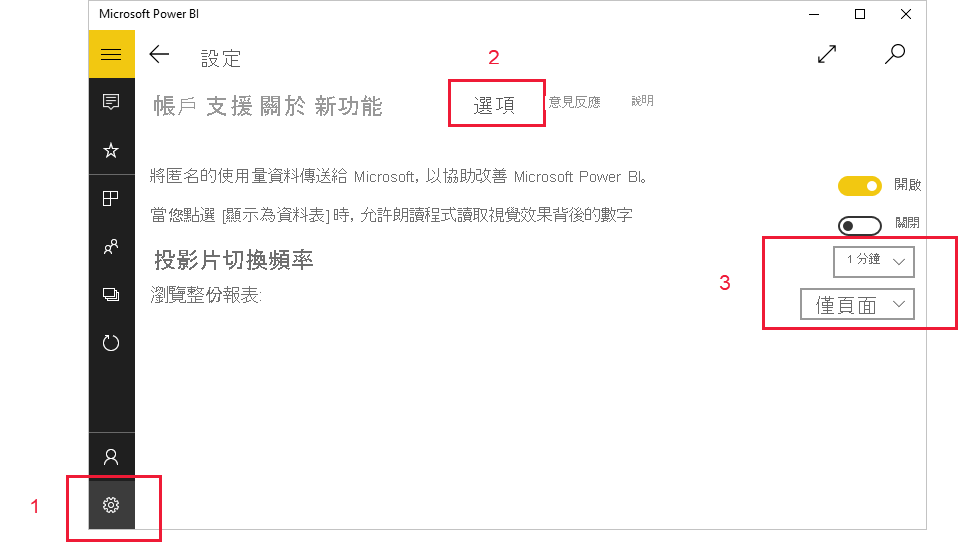 Microsoft Power BI
設定
2
帳戶 支援 關於 新功能 選項 意見反應 說明
將匿名的使用量資料傳送給 Microsoft, 以協助改善 Microsoft Power BI。 開啟
當您點選 [顯示為資料表] 時, 允許朗讀程式讀取視覺效果背後的數字 關閉
投影片切換頻率 1 分鐘
3
瀏覽整份報表: 僅頁面
1